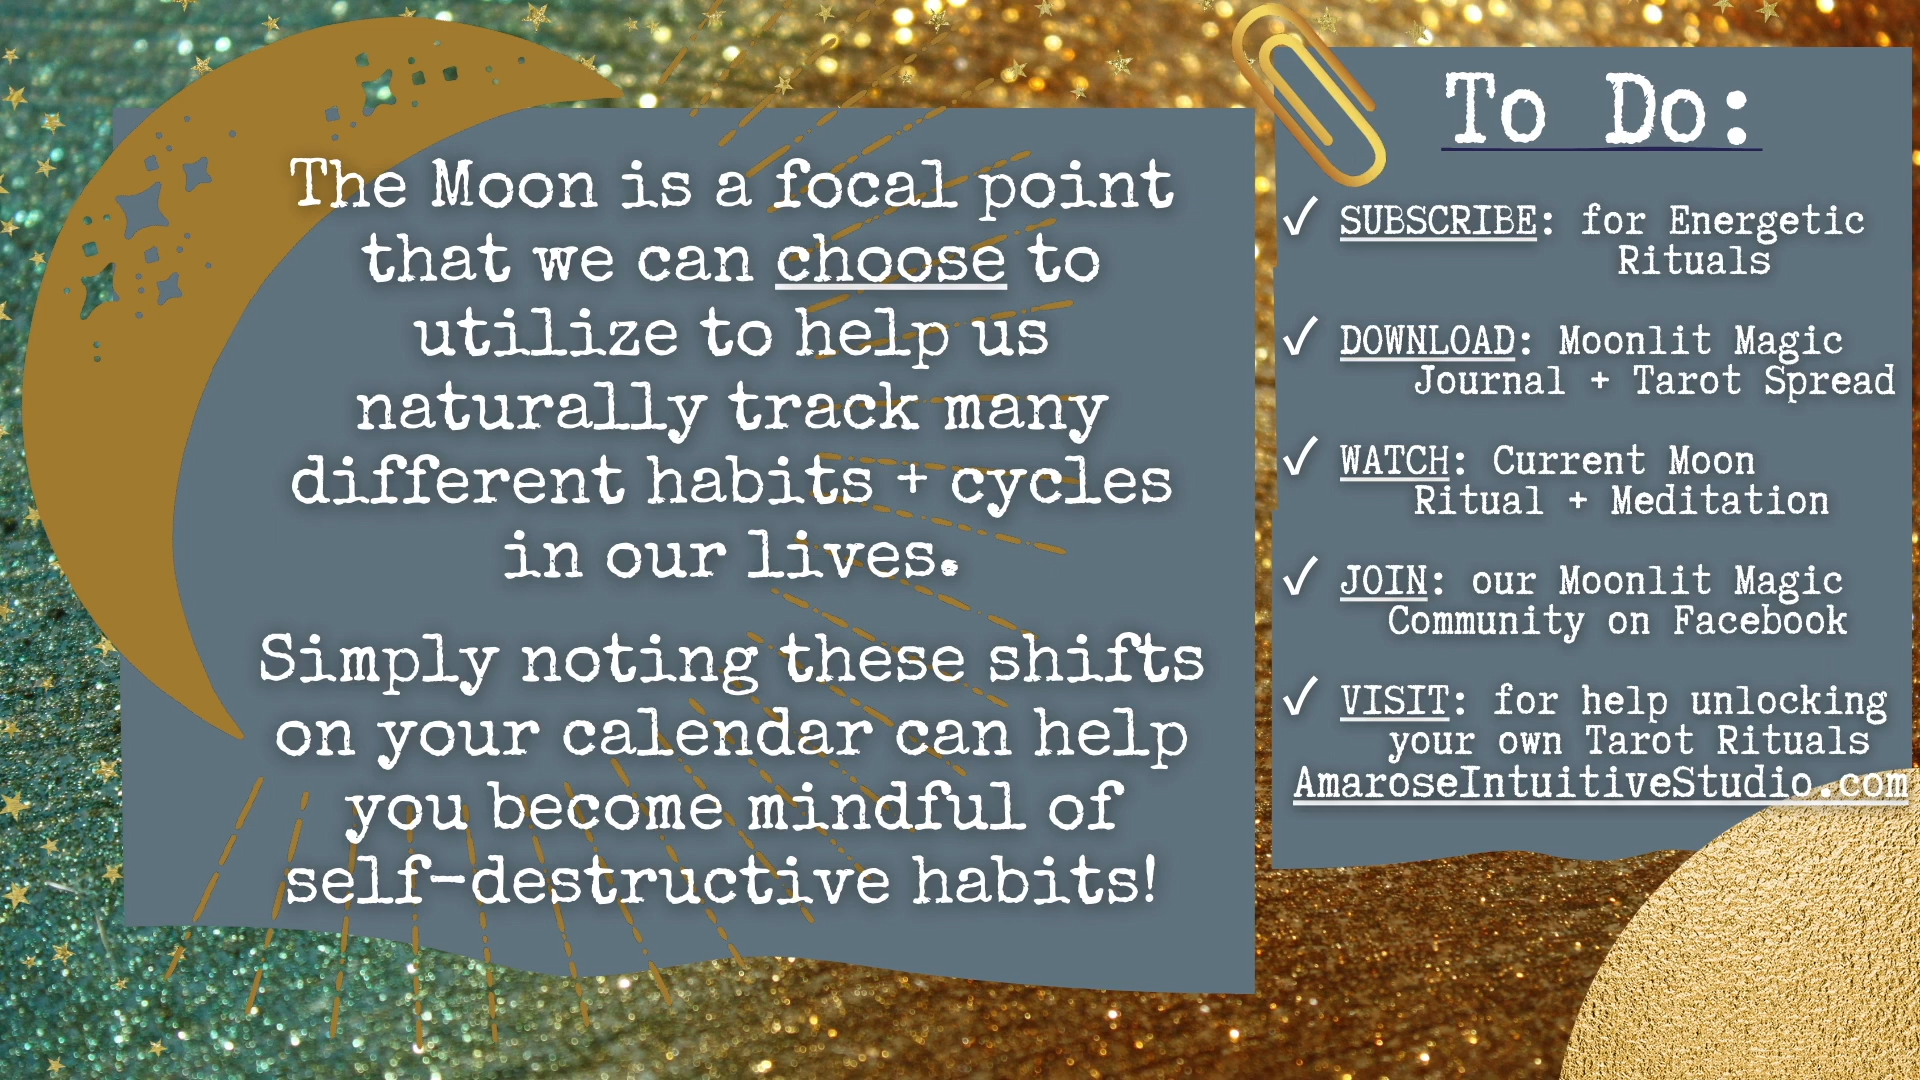 The Moon is a focal point
that we can choose to
utilize to help us
naturally track many
different habits + cycles
in our lives.
Simply noting these shifts
on your calendar can help
you become mindful of
self-destructive habits!
To Do:
✓ SUBSCRIBE: for Energetic
Rituals
✓ DOWNLOAD: Moonlit Magic
Journal + Tarot Spread
✓ WATCH: Current Moon
Ritual + Meditation
✓ JOIN: our Moonlit Magic
Community on Facebook
✓ VISIT: for help unlocking
your own Tarot Rituals
AmaroseIntuitiveStudio.com